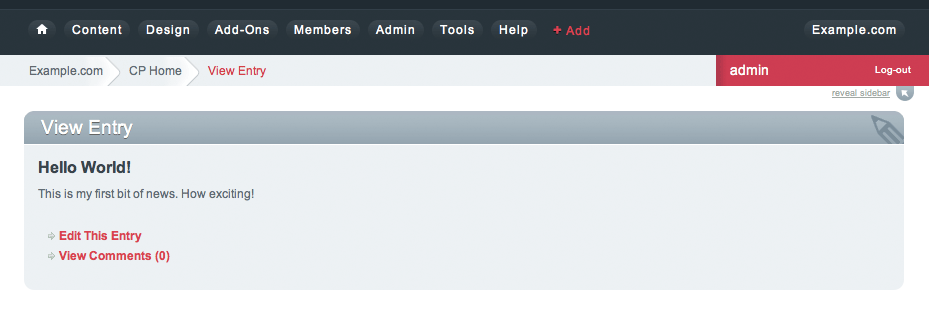 Content Design Add-Ons Members Admin Tools Help + Add Example.com
Example.com CP Home View Entry admin Log-out
reveal sidebar
View Entry
Hello World!
This is my first bit of news. How exciting!
Edit This Entry
View Comments (0)